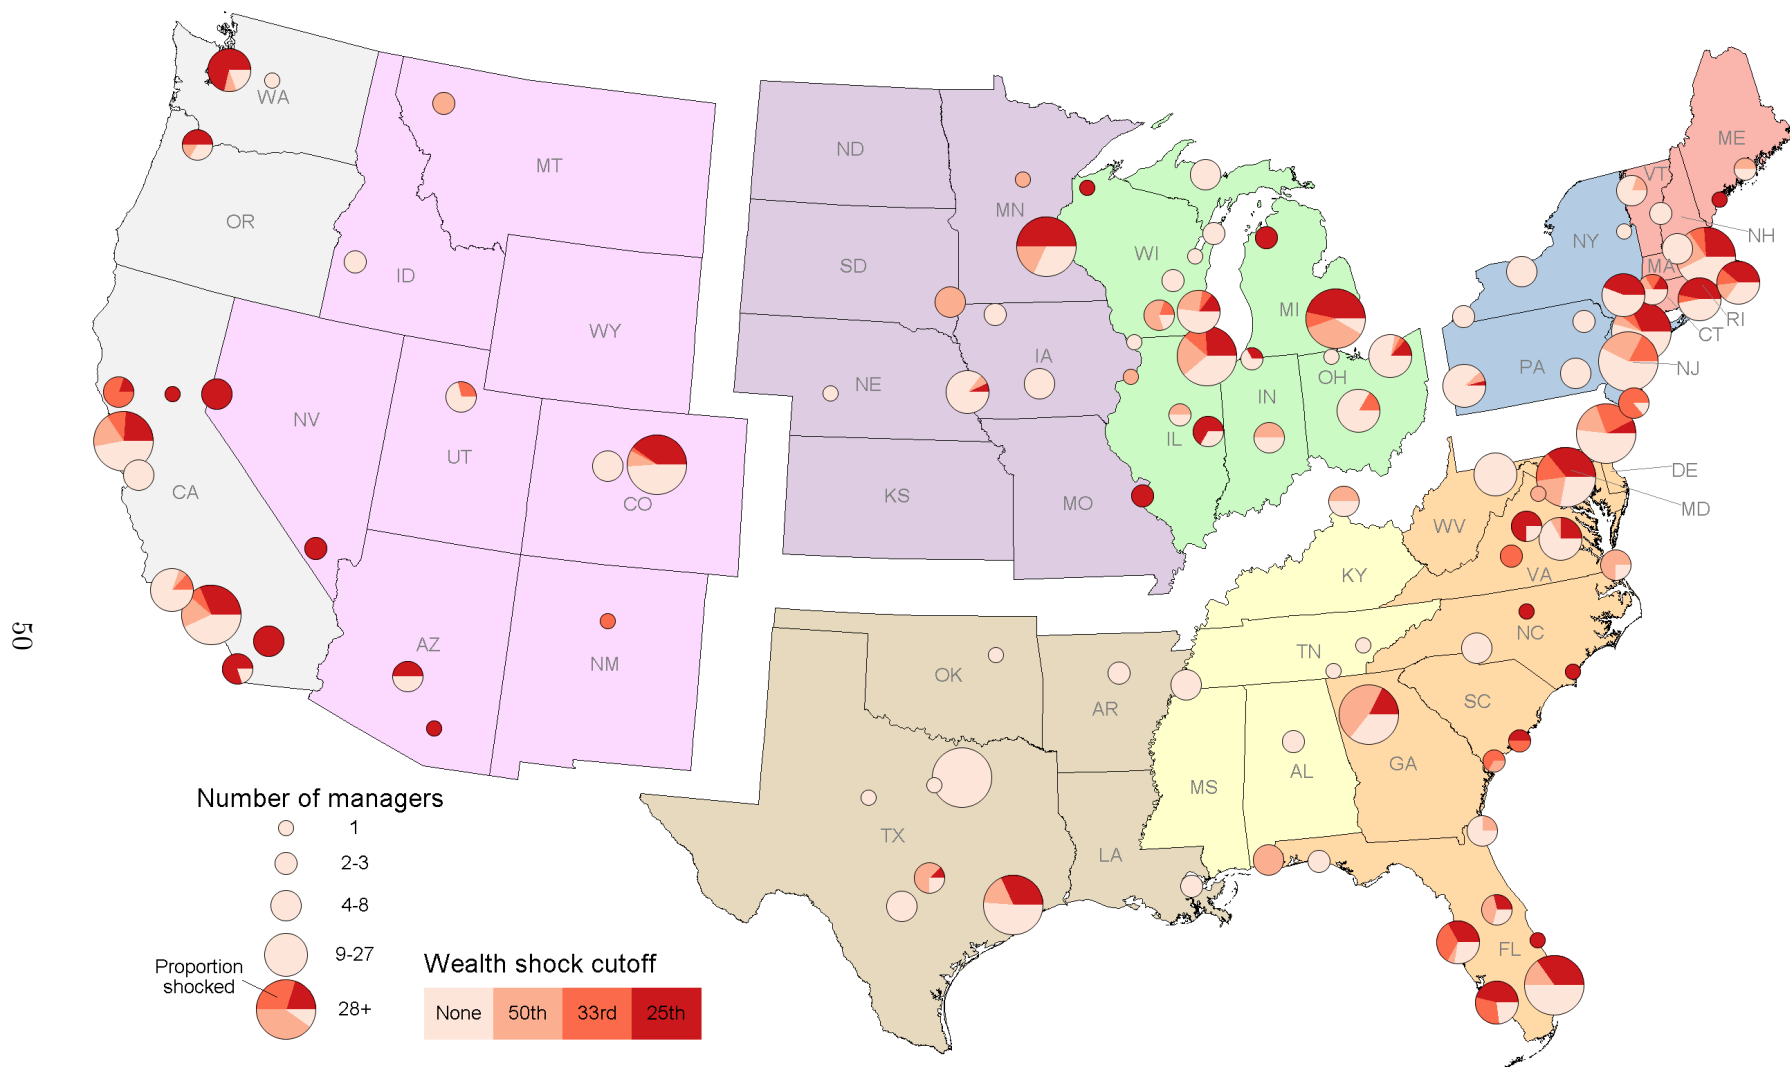 WA
OR
CA
ID
MT
WY
NV
UT
CO
AZ
NM
ND
SD
NE
KS
MN
IA
MO
WI
MI
IL
IN
OH
NY
PA
NJ
VT
ME
NH
MA
RI
CT
DE
MD
WV
VA
KY
TN
NC
SC
GA
AL
MS
FL
OK
AR
TX
LA
50
Number of managers
1
2-3
4-8
9-27
28+
Proportion
shocked
Wealth shock cutoff
None 50th 33rd 25th